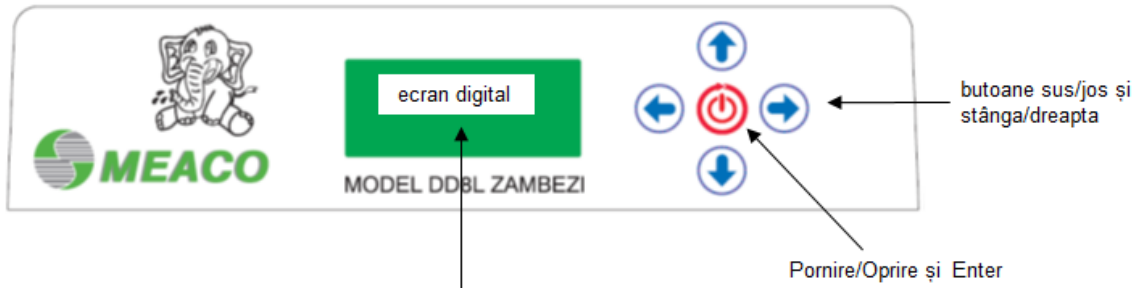 ecran digital
MEACO
MODEL DD8L ZAMBEZI
butoane sus/jos și
stânga/dreapta
Pornire/Oprire și Enter